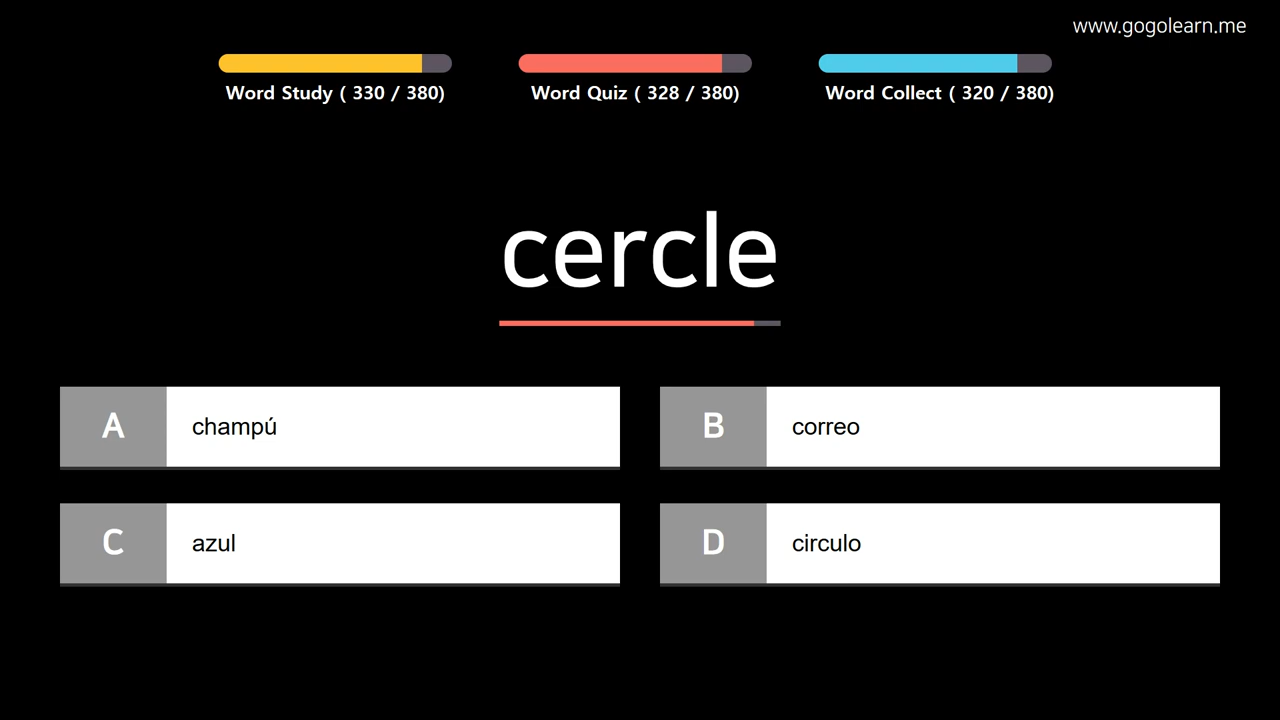 www.gogolearn.me
Word Study ( 330 / 380)
Word Quiz ( 328 / 380)
Word Collect ( 320 / 380)
cercle
A champú
B correo
C azul
D circulo